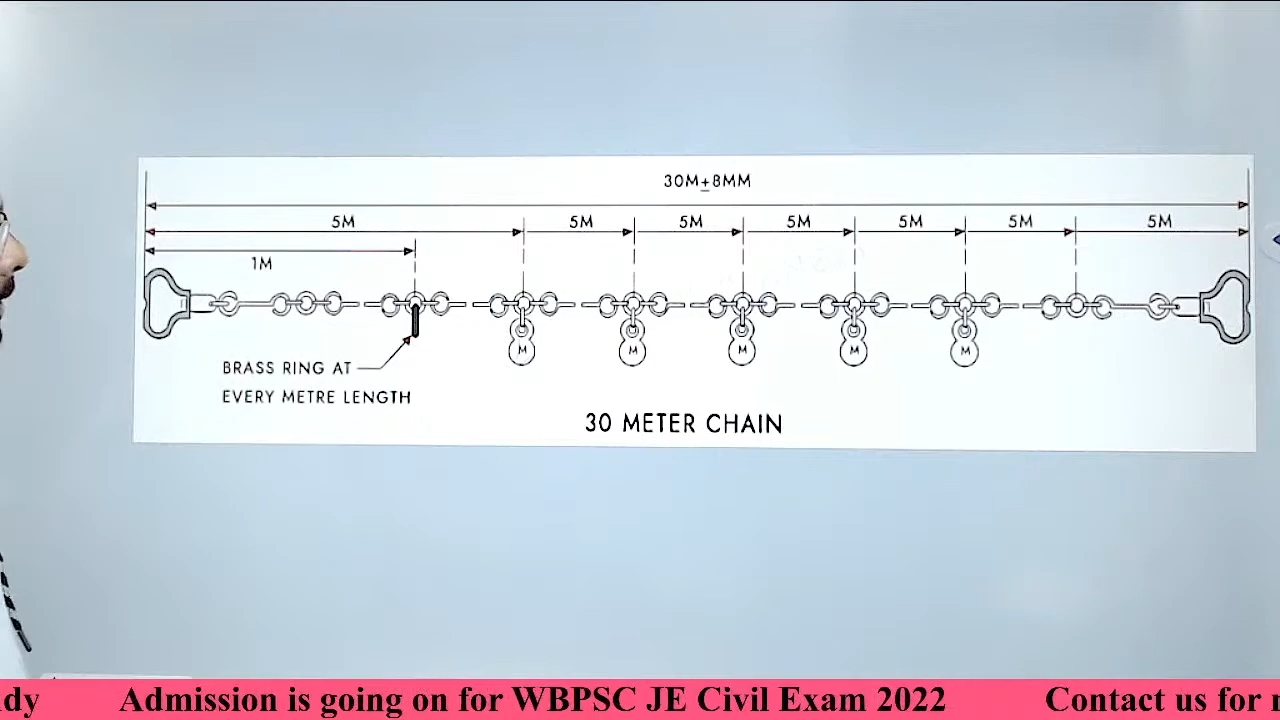 30M±8MM
5M 5M 5M 5M 5M 5M 5M
1M
M M M M M
BRASS RING AT
EVERY METRE LENGTH
30 METER CHAIN
dy Admission is going on for WBPSC JE Civil Exam 2022 Contact us for